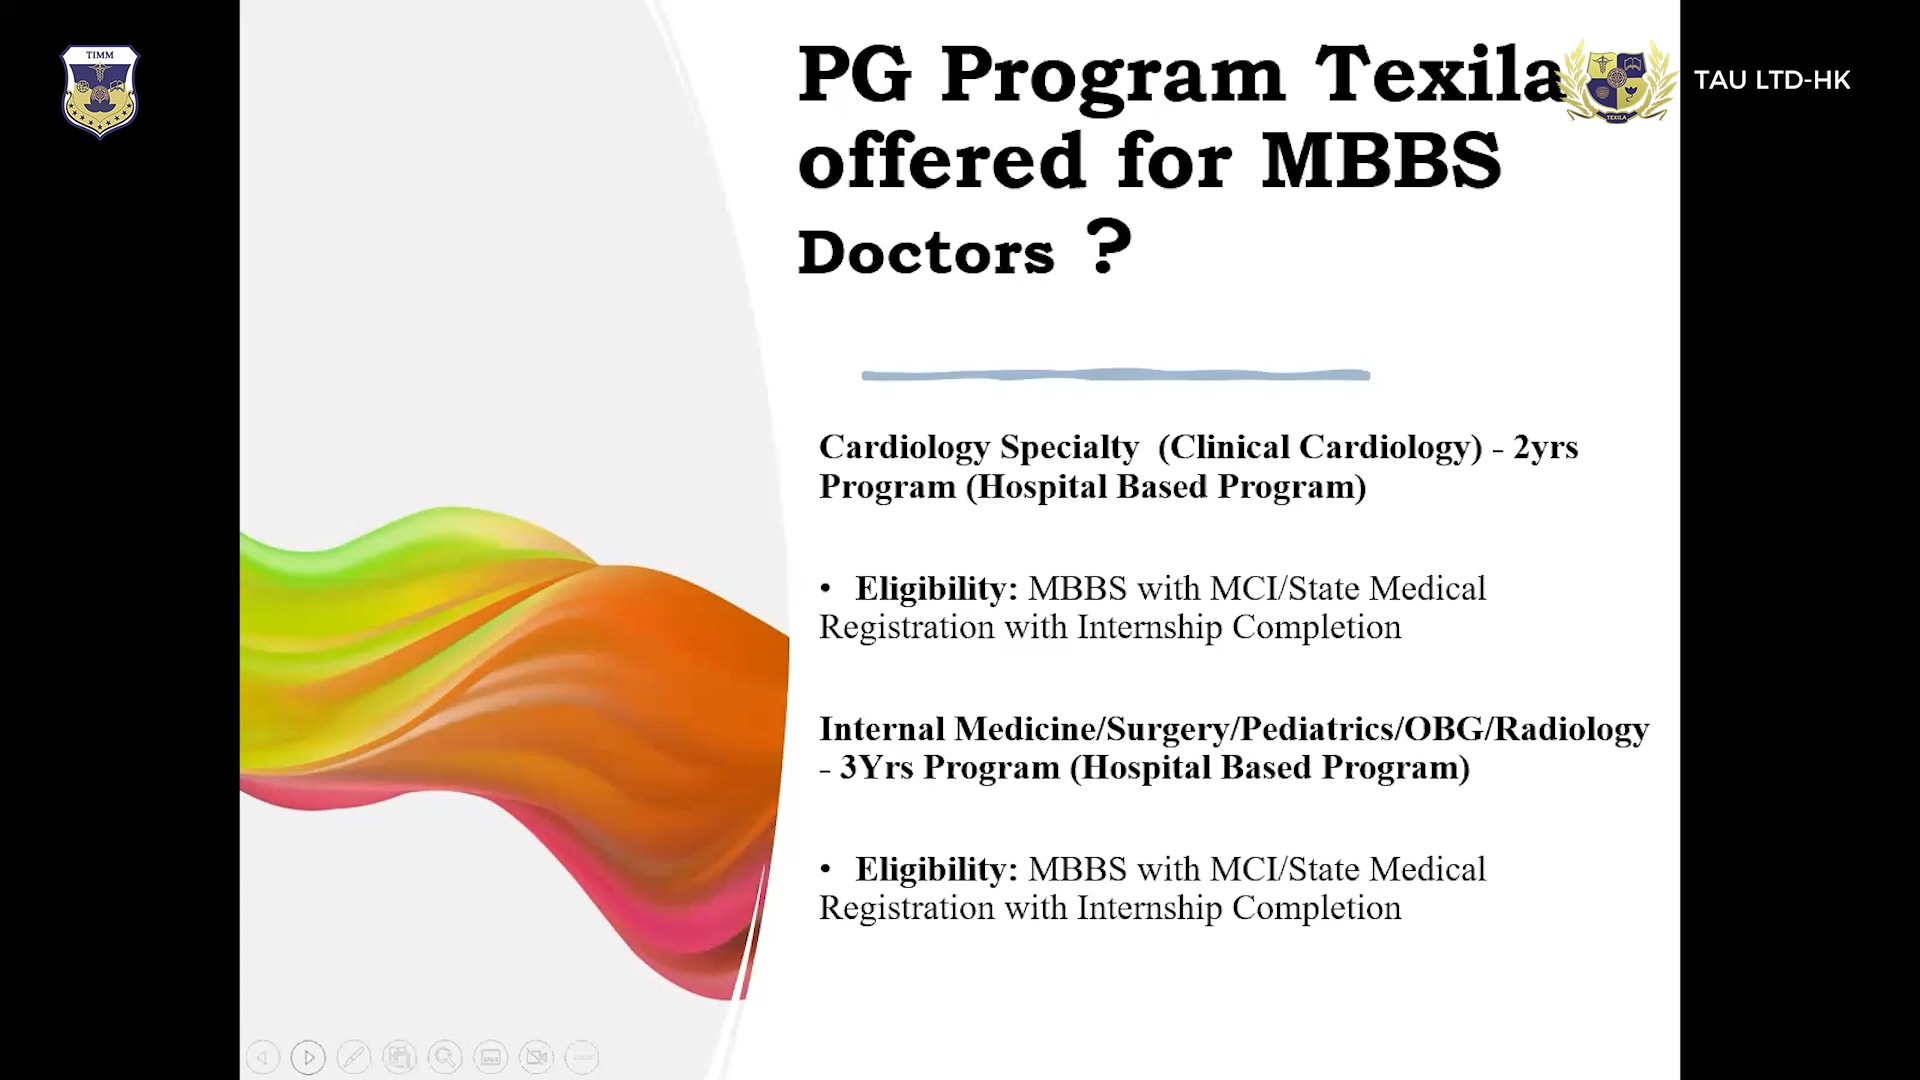 TIMM
PG Program Texila
offered for MBBS
Doctors ?
TEXILA
TAU LTD-HK
Cardiology Specialty  (Clinical Cardiology) - 2yrs
Program (Hospital Based Program)
• Eligibility: MBBS with MCI/State Medical
Registration with Internship Completion
Internal Medicine/Surgery/Pediatrics/OBG/Radiology
- 3Yrs Program (Hospital Based Program)
• Eligibility: MBBS with MCI/State Medical
Registration with Internship Completion